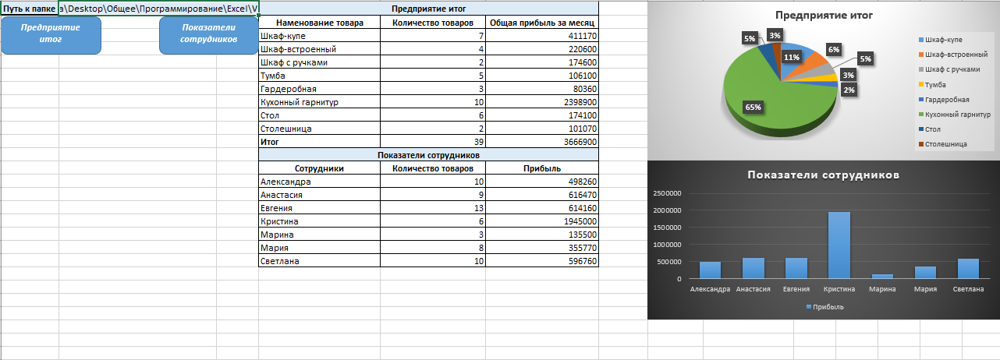 Путь к папке a\Desktop\Общее\Программирование\Excel\V
Предприятие
итог
Показатели
сотрудников
Предприятие итог
Наменование товара Количество товаров Общая прибыль за месяц
Шкаф-купе 7 411170
Шкаф-встроенный 4 220600
Шкаф с ручками 2 174600
Тумба 5 106100
Гардеробная 3 80360
Кухонный гарнитур 10 2398900
Стол 6 174100
Столешница 2 101070
Итог 39 3666900
Показатели сотрудников
Сотрудники Количество товаров Прибыль
Александра 10 498260
Анастасия 9 616470
Евгения 13 614160
Кристина 6 1945000
Марина 3 135500
Мария 8 355770
Светлана 10 596760
Предприятие итог
5% 3%
11% 6%
5%
3%
2%
65%
Шкаф-купе
Шкаф-встроенный
Шкаф с ручками
Тумба
Гардеробная
Кухонный гарнитур
Стол
Столешница
Показатели сотрудников
2500000
2000000
1500000
1000000
500000
0
Александра Анастасия Евгения Кристина Марина Мария Светлана
Прибыль